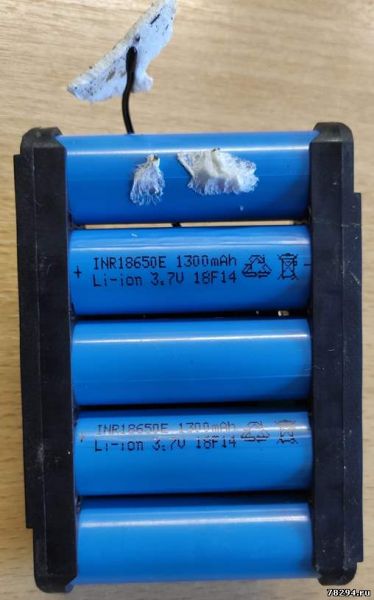 + INR18650E 1300mAh -
Li-ion 3.7V 18F14
INR18650E 1300mAh
Li-ion 3.7V 18F14
78294.ru